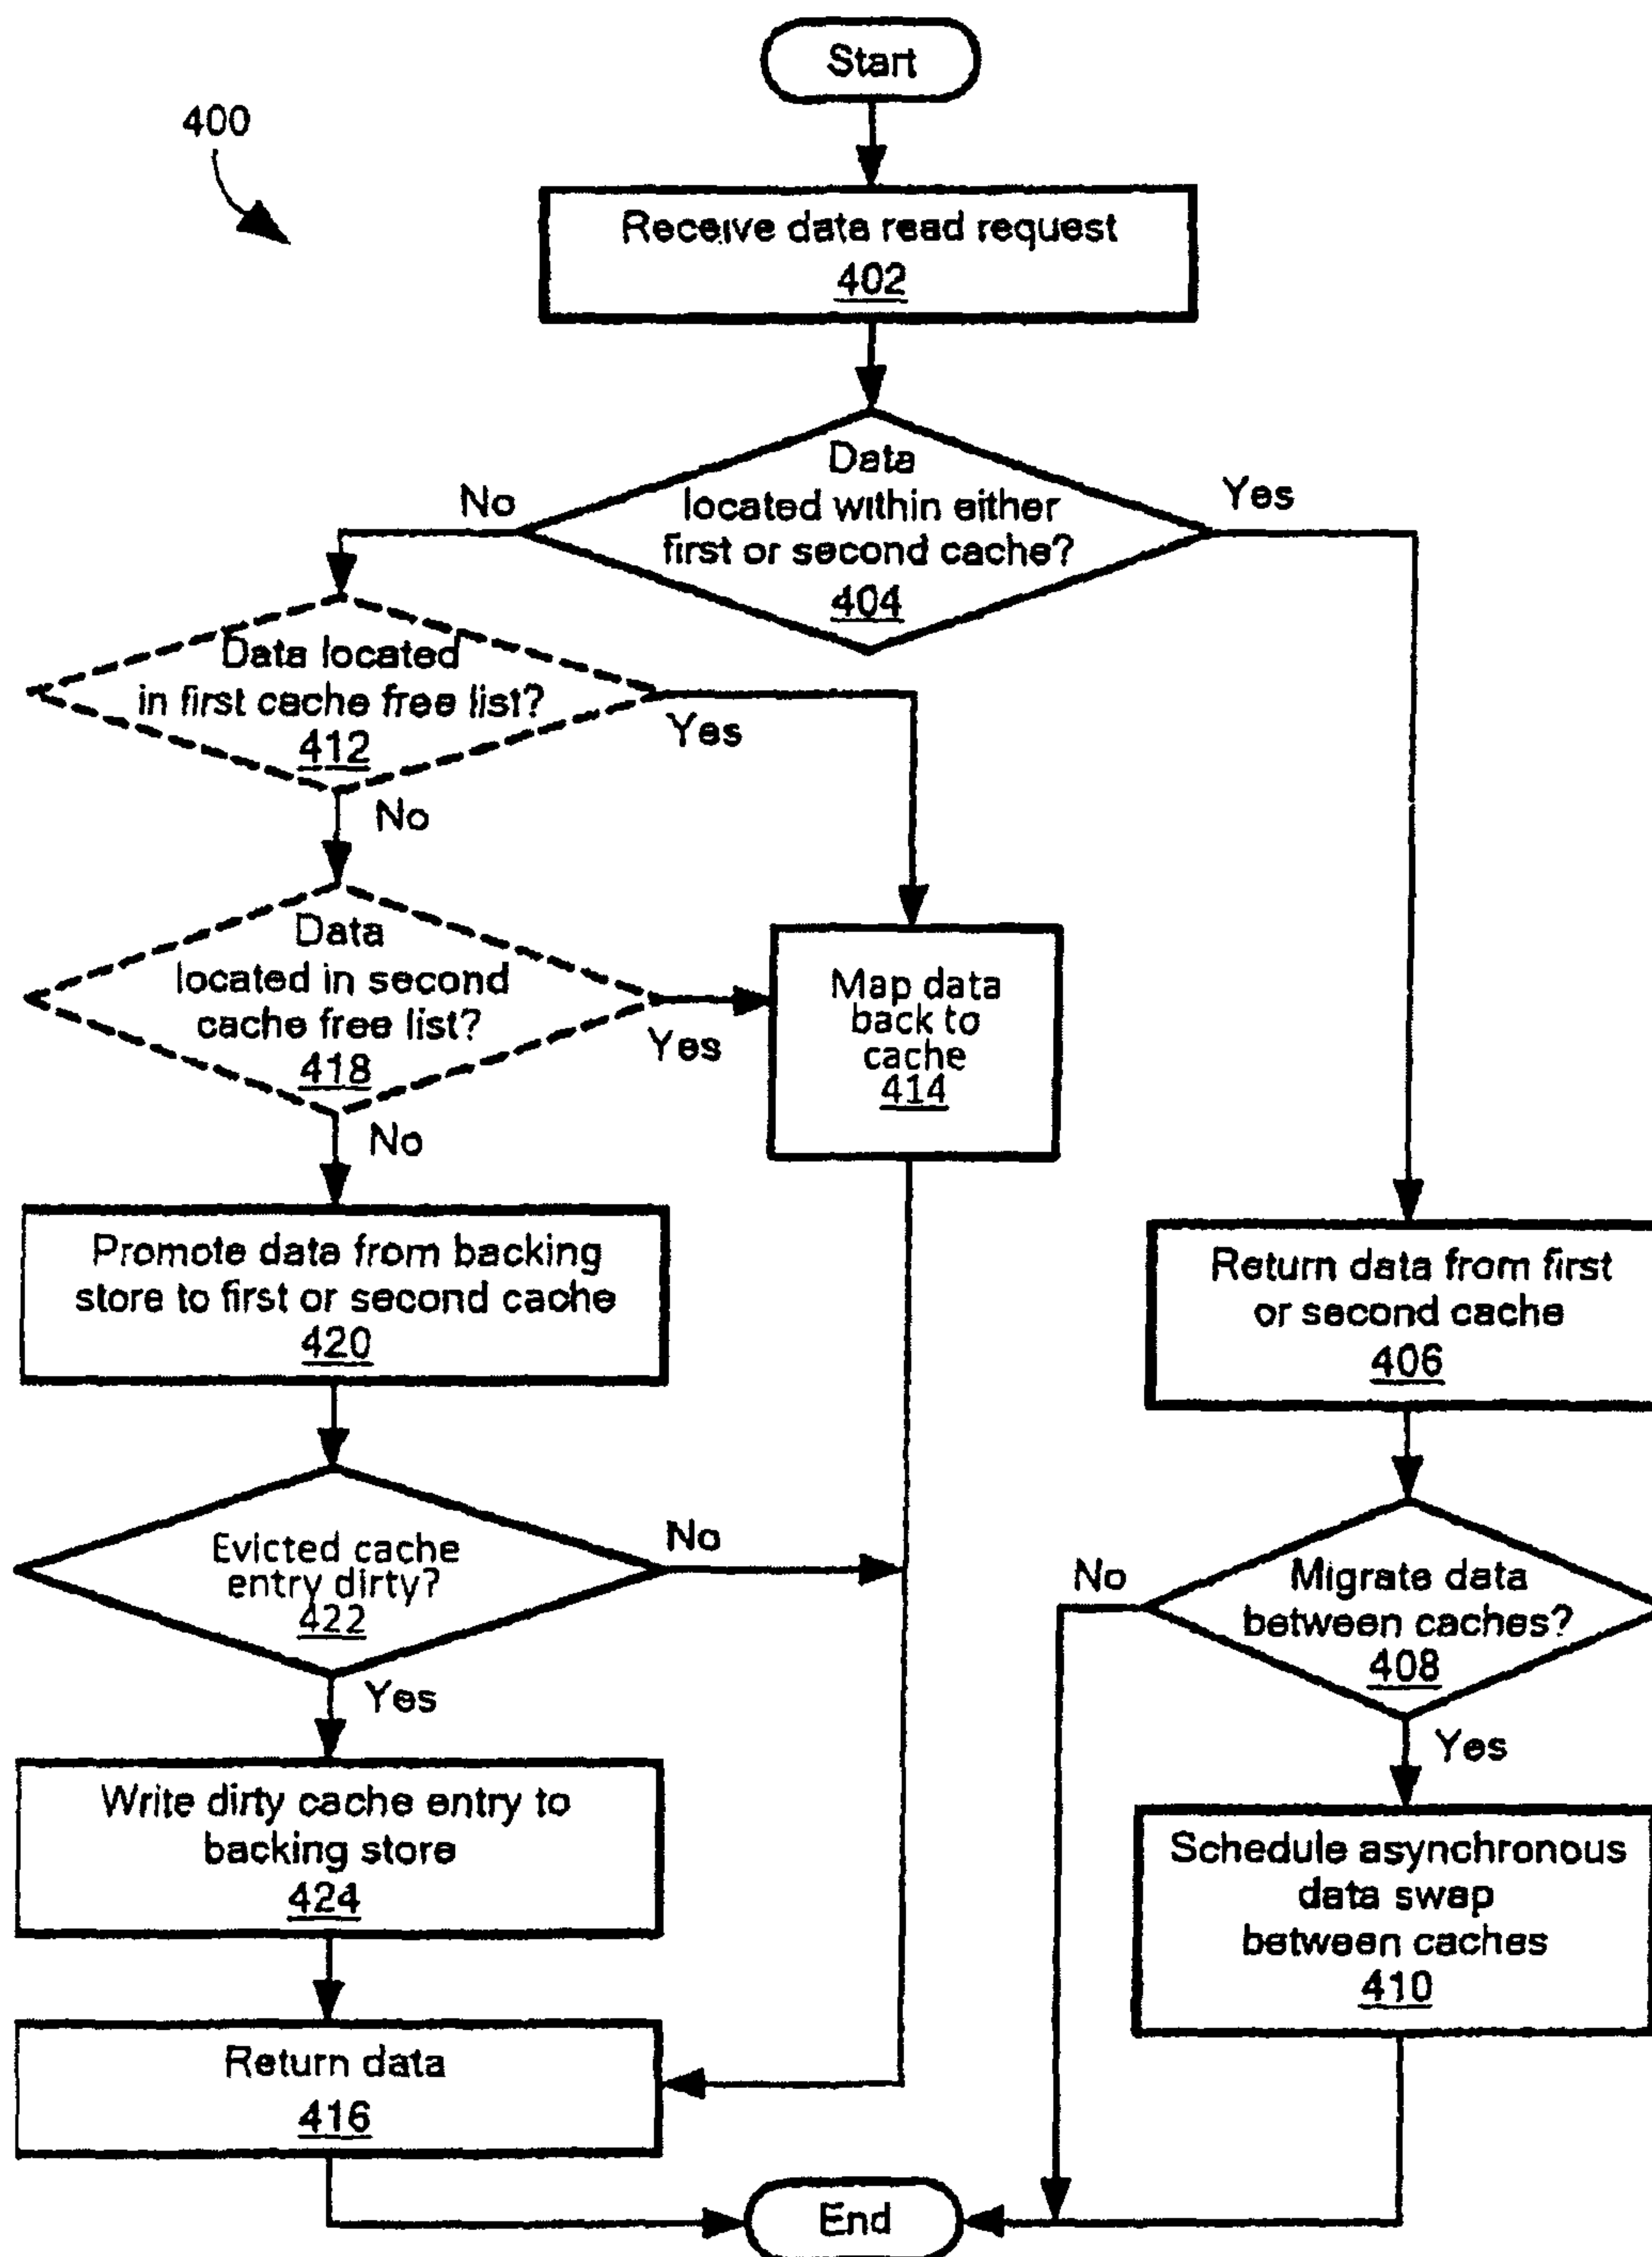 Start
400
Receive data read request
402
Data
located within either
first or second cache?
404
No
Yes
Data located
in first cache free list?
412
Yes
No
Data
located in second
cache free list?
418
Yes
No
Map data
back to
cache
414
Promote data from backing
store to first or second cache
420
Return data from first
or second cache
406
Evicted cache
entry dirty?
422
No
Yes
Migrate data
between caches?
408
No
Yes
Write dirty cache entry to
backing store
424
Schedule asynchronous
data swap
between caches
410
Return data
416
End